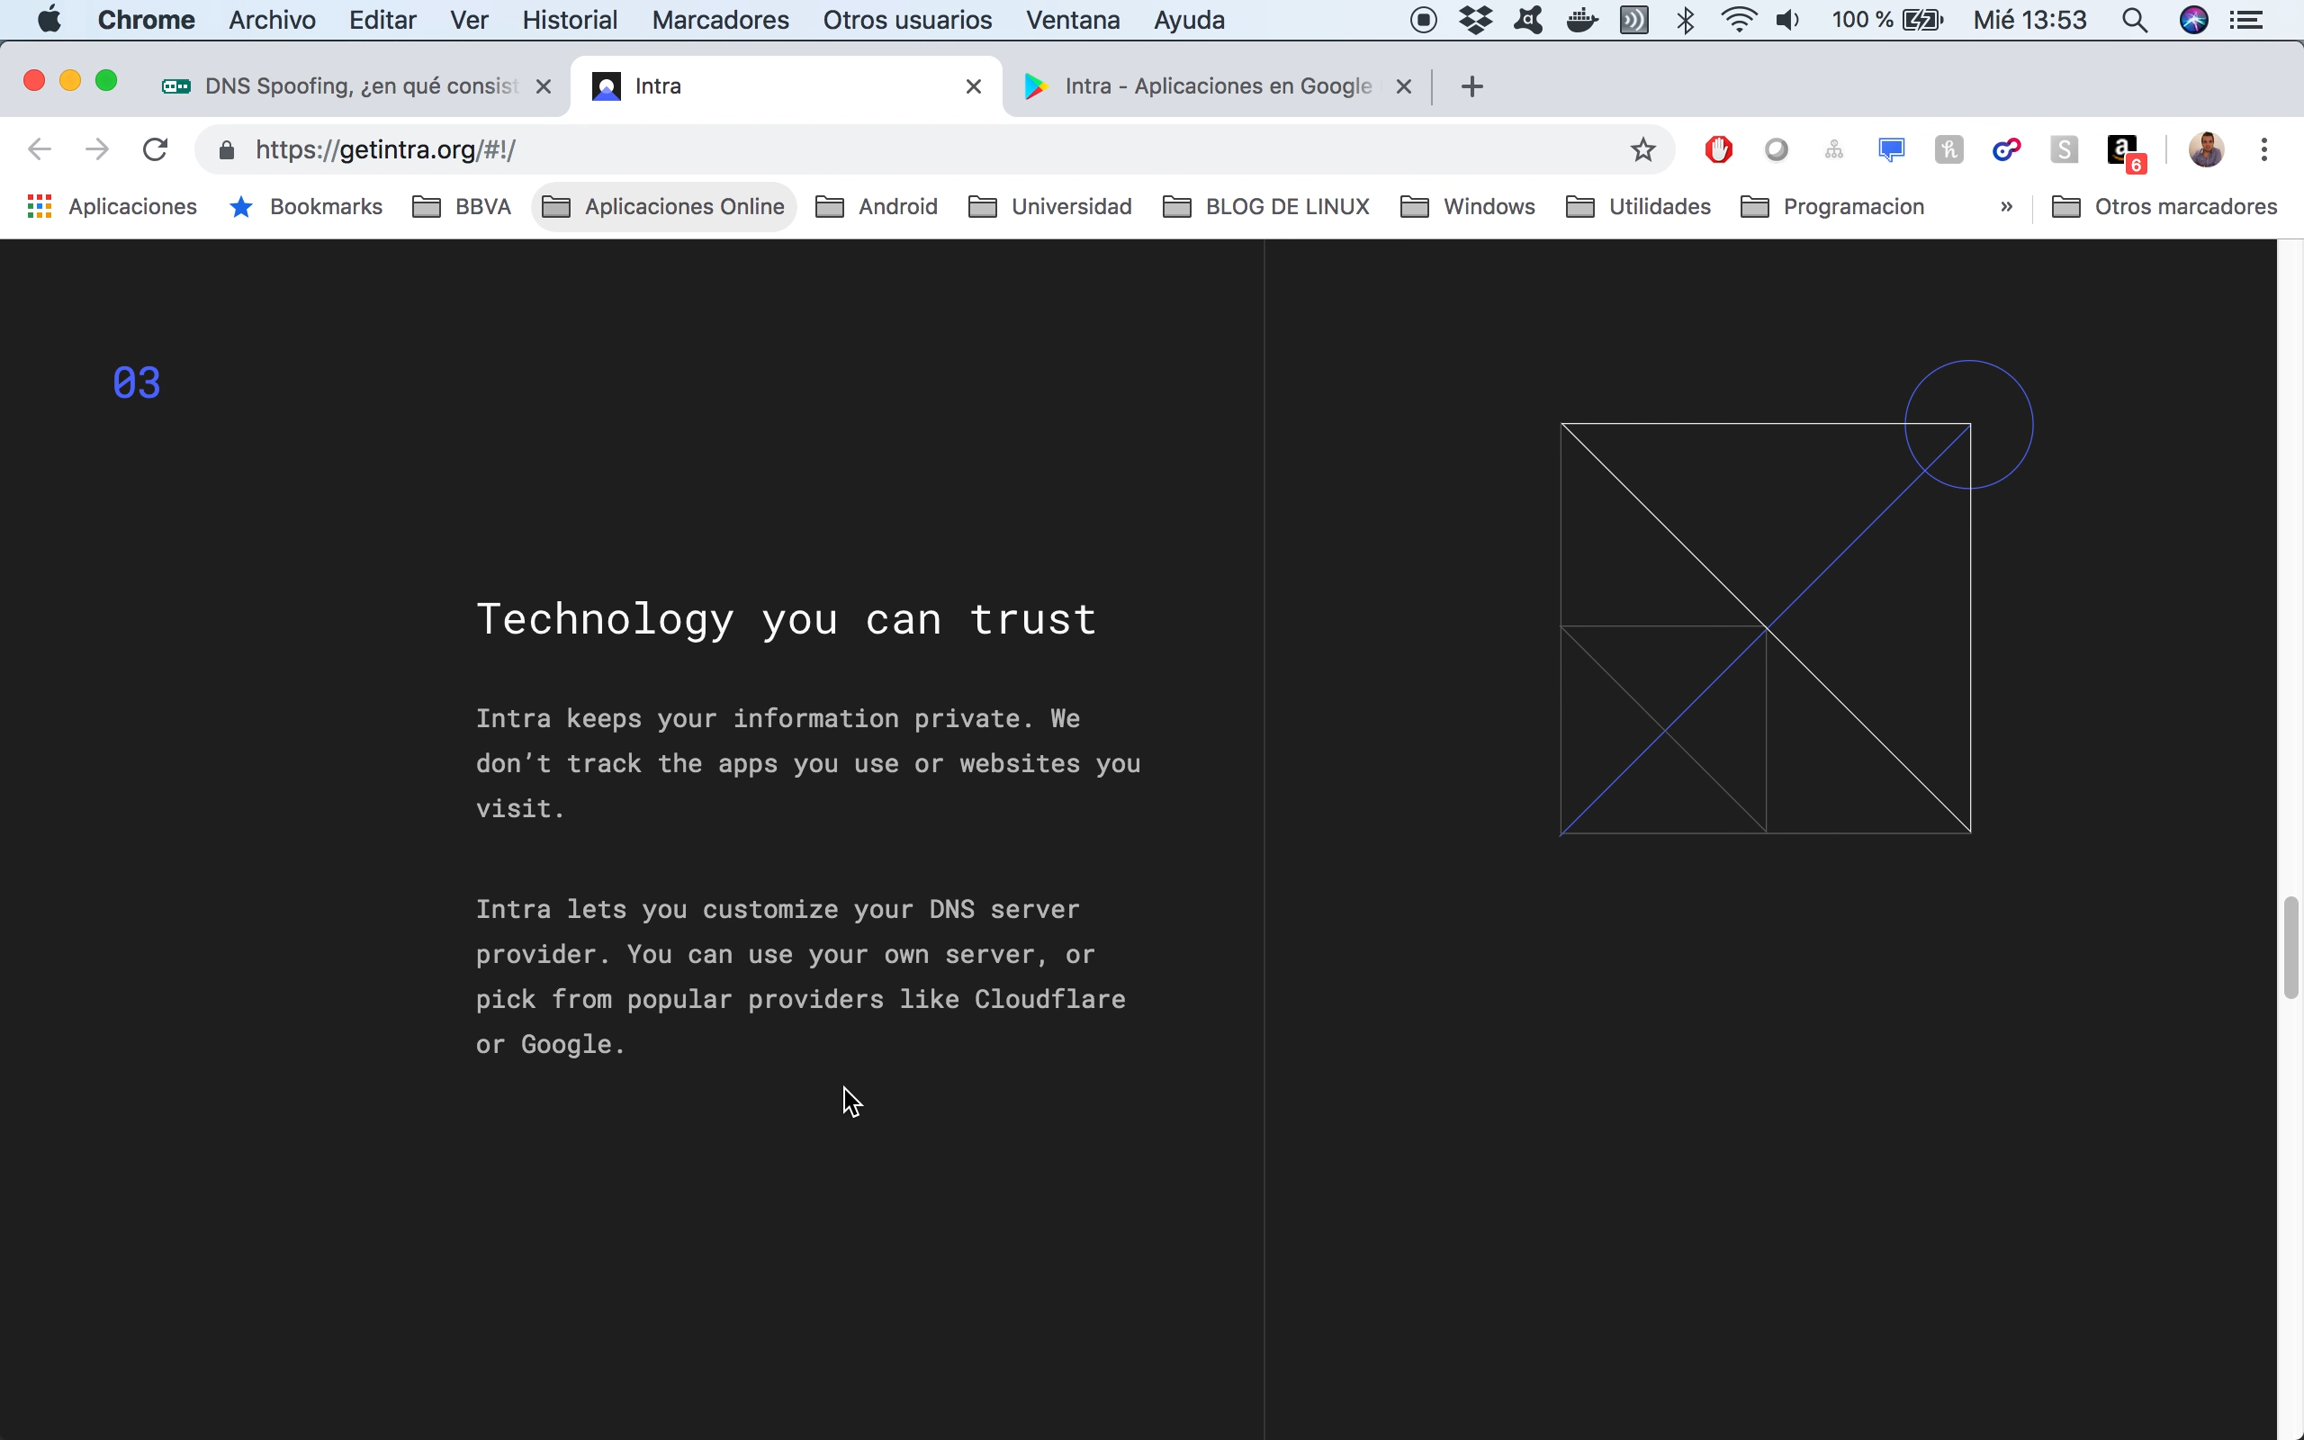 Chrome Archivo Editar Ver Historial Marcadores Otros usuarios Ventana Ayuda 100 % Mié 13:53
DNS Spoofing, ¿en qué consist Intra Intra - Aplicaciones en Google
https://getintra.org/#!/ 6
Aplicaciones Bookmarks BBVA Aplicaciones Online Android Universidad BLOG DE LINUX Windows Utilidades Programacion » Otros marcadores
03
Technology you can trust
Intra keeps your information private. We
don’t track the apps you use or websites you
visit.
Intra lets you customize your DNS server
provider. You can use your own server, or
pick from popular providers like Cloudflare
or Google.